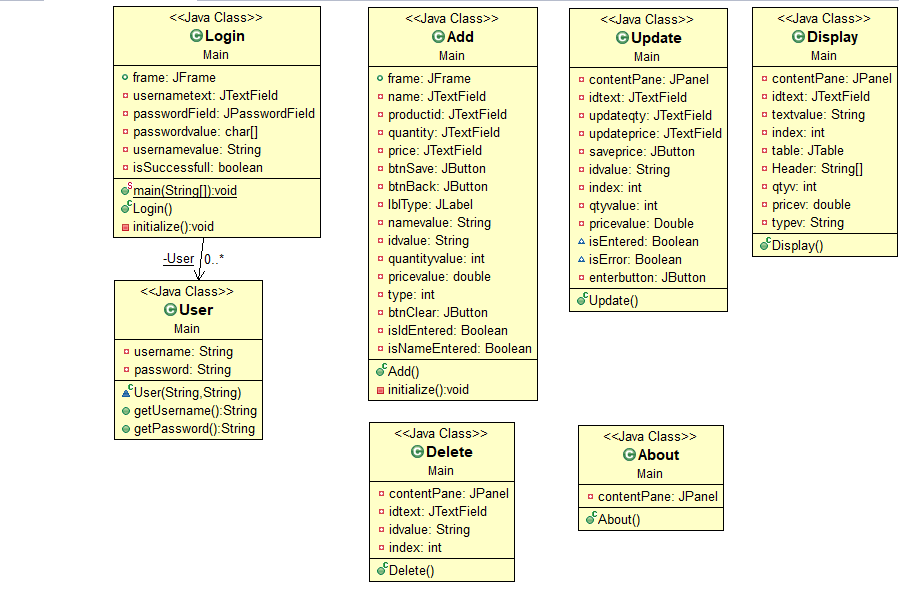 <<Java Class>>
Login
Main
frame: JFrame
usernametext: JTextField
passwordField: JPasswordField
passwordvalue: char[]
usernamevalue: String
isSuccessfull: boolean
main(String[]):void
Login()
initialize():void
-User 0..*
<<Java Class>>
User
Main
username: String
password: String
User(String,String)
getUsername():String
getPassword():String
<<Java Class>>
Add
Main
frame: JFrame
name: JTextField
productid: JTextField
quantity: JTextField
price: JTextField
btnSave: JButton
btnBack: JButton
lblType: JLabel
namevalue: String
idvalue: String
quantityvalue: int
pricevalue: double
type: int
btnClear: JButton
isIdEntered: Boolean
isNameEntered: Boolean
Add()
initialize():void
<<Java Class>>
Update
Main
contentPane: JPanel
idtext: JTextField
updateqty: JTextField
updateprice: JTextField
saveprice: JButton
idvalue: String
index: int
qtyvalue: int
pricevalue: Double
isEntered: Boolean
isError: Boolean
enterbutton: JButton
Update()
<<Java Class>>
Display
Main
contentPane: JPanel
idtext: JTextField
textvalue: String
index: int
table: JTable
Header: String[]
qtyv: int
pricev: double
typev: String
Display()
<<Java Class>>
Delete
Main
contentPane: JPanel
idtext: JTextField
idvalue: String
index: int
Delete()
<<Java Class>>
About
Main
contentPane: JPanel
About()